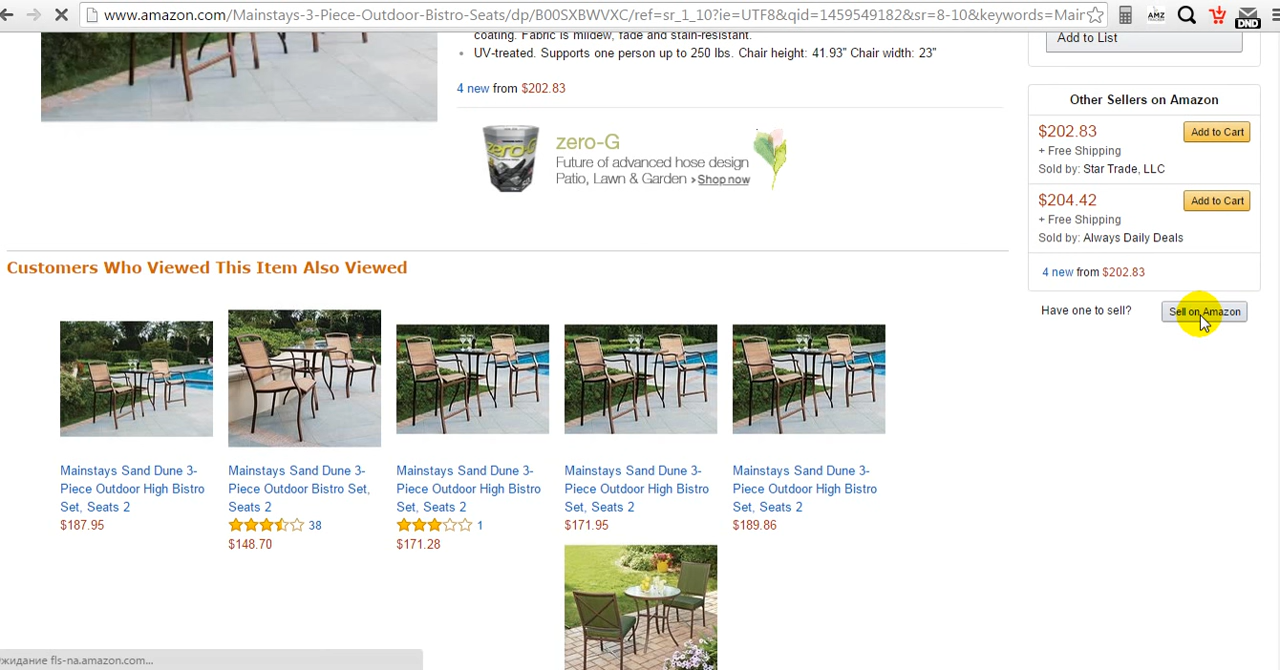 www.amazon.com/Mainstays-3-Piece-Outdoor-Bistro-Seats/dp/B00SXBWVXC/ref=sr_1_10?ie=UTF8&qid=1459549182&sr=8-10&keywords=Mair
AMZ
DND
coating. Fabric is mildew, fade and stain-resistant.
• UV-treated. Supports one person up to 250 lbs. Chair height: 41.93" Chair width: 23"
4 new from $202.83
zero-G
Future of advanced hose design
Patio, Lawn & Garden › Shop now
Add to List
Other Sellers on Amazon
$202.83
Add to Cart
+ Free Shipping
Sold by: Star Trade, LLC
$204.42
Add to Cart
+ Free Shipping
Sold by: Always Daily Deals
4 new from $202.83
Have one to sell?
Sell on Amazon
Customers Who Viewed This Item Also Viewed
Mainstays Sand Dune 3-
Piece Outdoor High Bistro
Set, Seats 2
$187.95
Mainstays Sand Dune 3-
Piece Outdoor Bistro Set,
Seats 2
38
$148.70
Mainstays Sand Dune 3-
Piece Outdoor High Bistro
Set, Seats 2
1
$171.28
Mainstays Sand Dune 3-
Piece Outdoor High Bistro
Set, Seats 2
$171.95
Mainstays Sand Dune 3-
Piece Outdoor High Bistro
Set, Seats 2
$189.86
жидание fls-na.amazon.com...